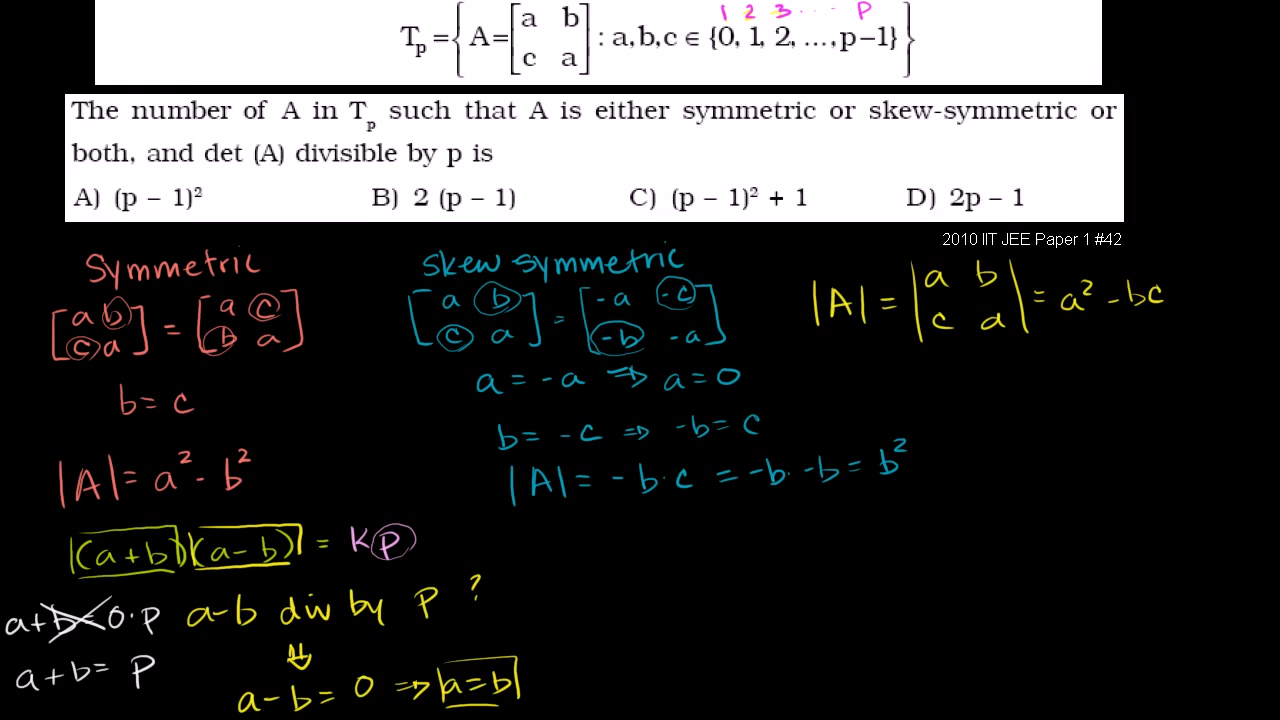 1 2 3 ... p
Tₚ = { A = [a b; c a] : a,b,c ∈ {0, 1, 2, ..., p–1} }
The number of A in Tₚ such that A is either symmetric or skew-symmetric or
both, and det (A) divisible by p is
A) (p – 1)² B) 2 (p – 1) C) (p – 1)² + 1 D) 2p – 1
2010 IIT JEE Paper 1 #42
Symmetric
[a b; c a] = [a c; b a]
b = c
|A| = a² - b²
|(a+b)(a-b)| = Kp
a+b=0·p
a+b= p
a-b div by p ?
⇓
a-b = 0 ⇒ a=b
skew symmetric
[a b; c a] = [-a -c; -b -a]
a = -a ⇒ a = 0
b = -c ⇒ -b = c
|A| = -b·c = -b·-b = b²
|A| = |a b; c a| = a² - bc